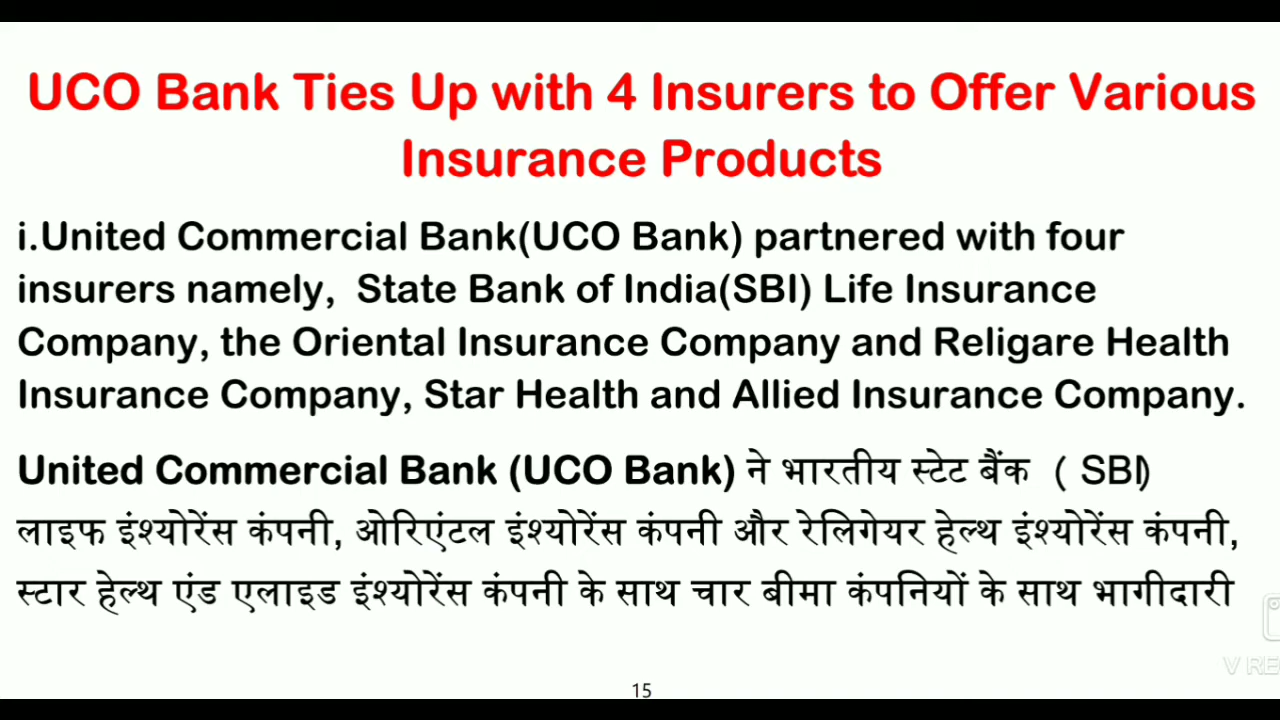 UCO Bank Ties Up with 4 Insurers to Offer Various
Insurance Products
i.United Commercial Bank(UCO Bank) partnered with four
insurers namely,  State Bank of India(SBI) Life Insurance
Company, the Oriental Insurance Company and Religare Health
Insurance Company, Star Health and Allied Insurance Company.
United Commercial Bank (UCO Bank) ने भारतीय स्टेट बैंक  ( SBI)
लाइफ इंश्योरेंस कंपनी, ओरिएंटल इंश्योरेंस कंपनी और रेलिगेयर हेल्थ इंश्योरेंस कंपनी,
स्टार हेल्थ एंड एलाइड इंश्योरेंस कंपनी के साथ चार बीमा कंपनियों के साथ भागीदारी
15